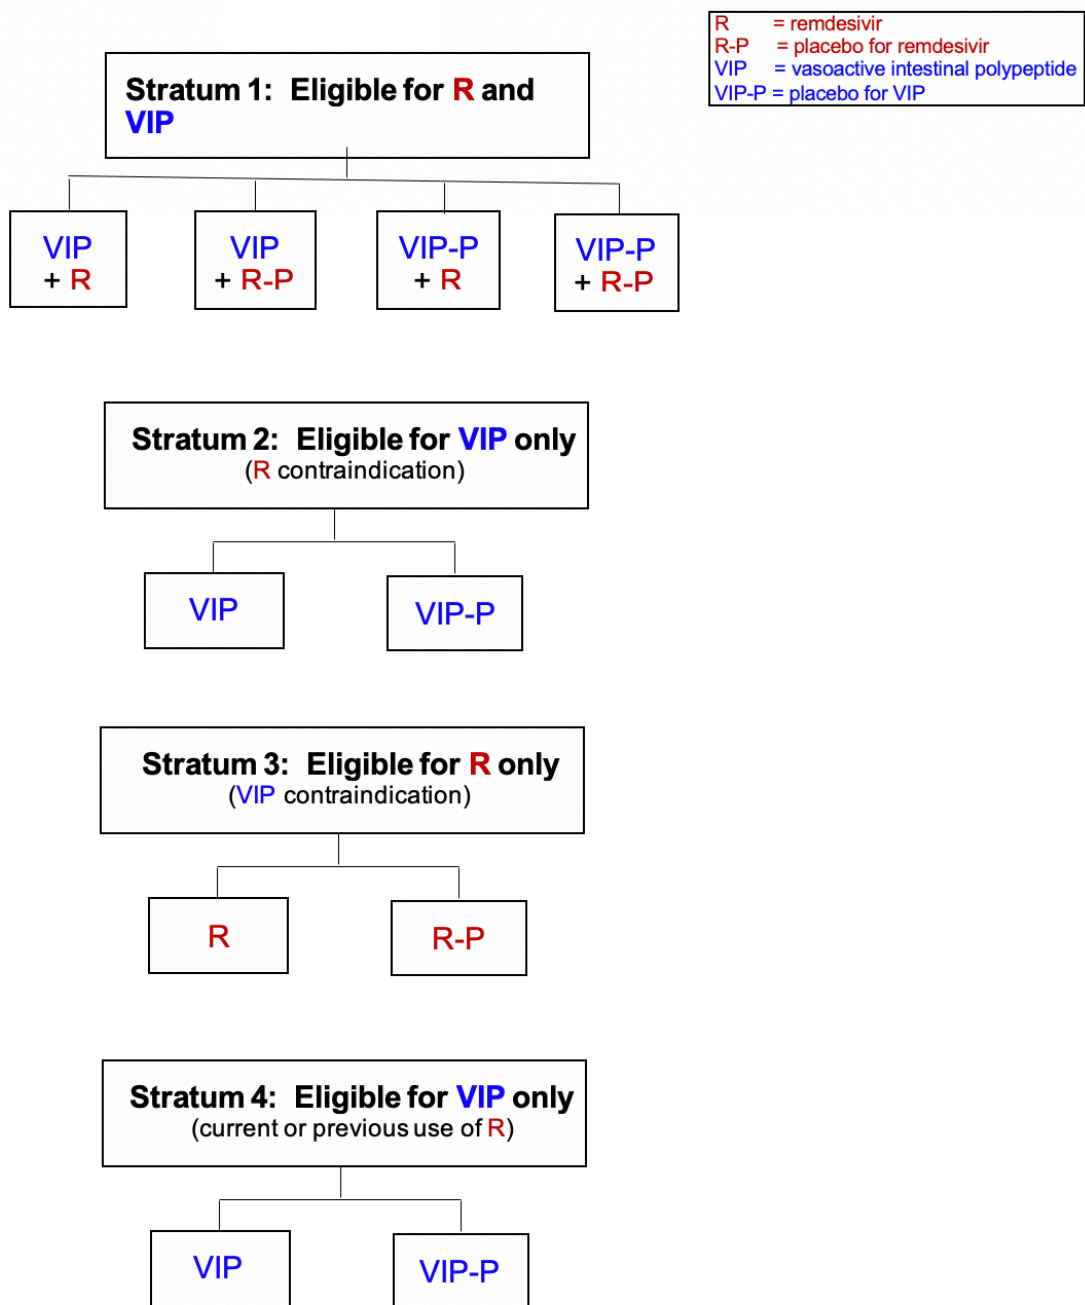 R = remdesivir
R-P = placebo for remdesivir
VIP = vasoactive intestinal polypeptide
VIP-P = placebo for VIP
Stratum 1: Eligible for R and
VIP
VIP
+ R
VIP
+ R-P
VIP-P
+ R
VIP-P
+ R-P
Stratum 2: Eligible for VIP only
(R contraindication)
VIP
VIP-P
Stratum 3: Eligible for R only
(VIP contraindication)
R
R-P
Stratum 4: Eligible for VIP only
(current or previous use of R)
VIP
VIP-P